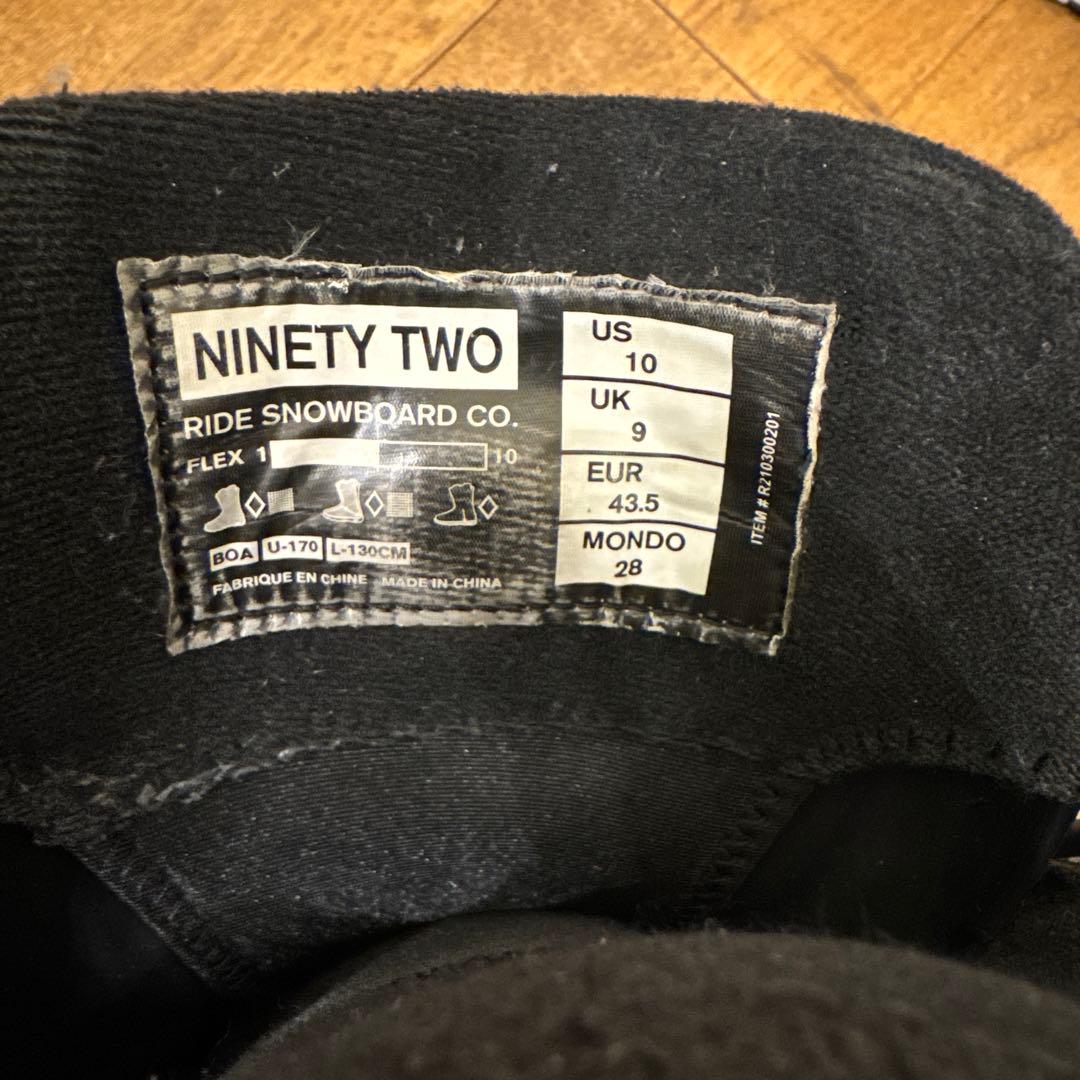 NINETY TWO
RIDE SNOWBOARD CO.
FLEX 1 10
BOA U-170 L-130CM
FABRIQUE EN CHINE MADE IN CHINA
US
10
UK
9
EUR
43.5
MONDO
28
ITEM # R210300201